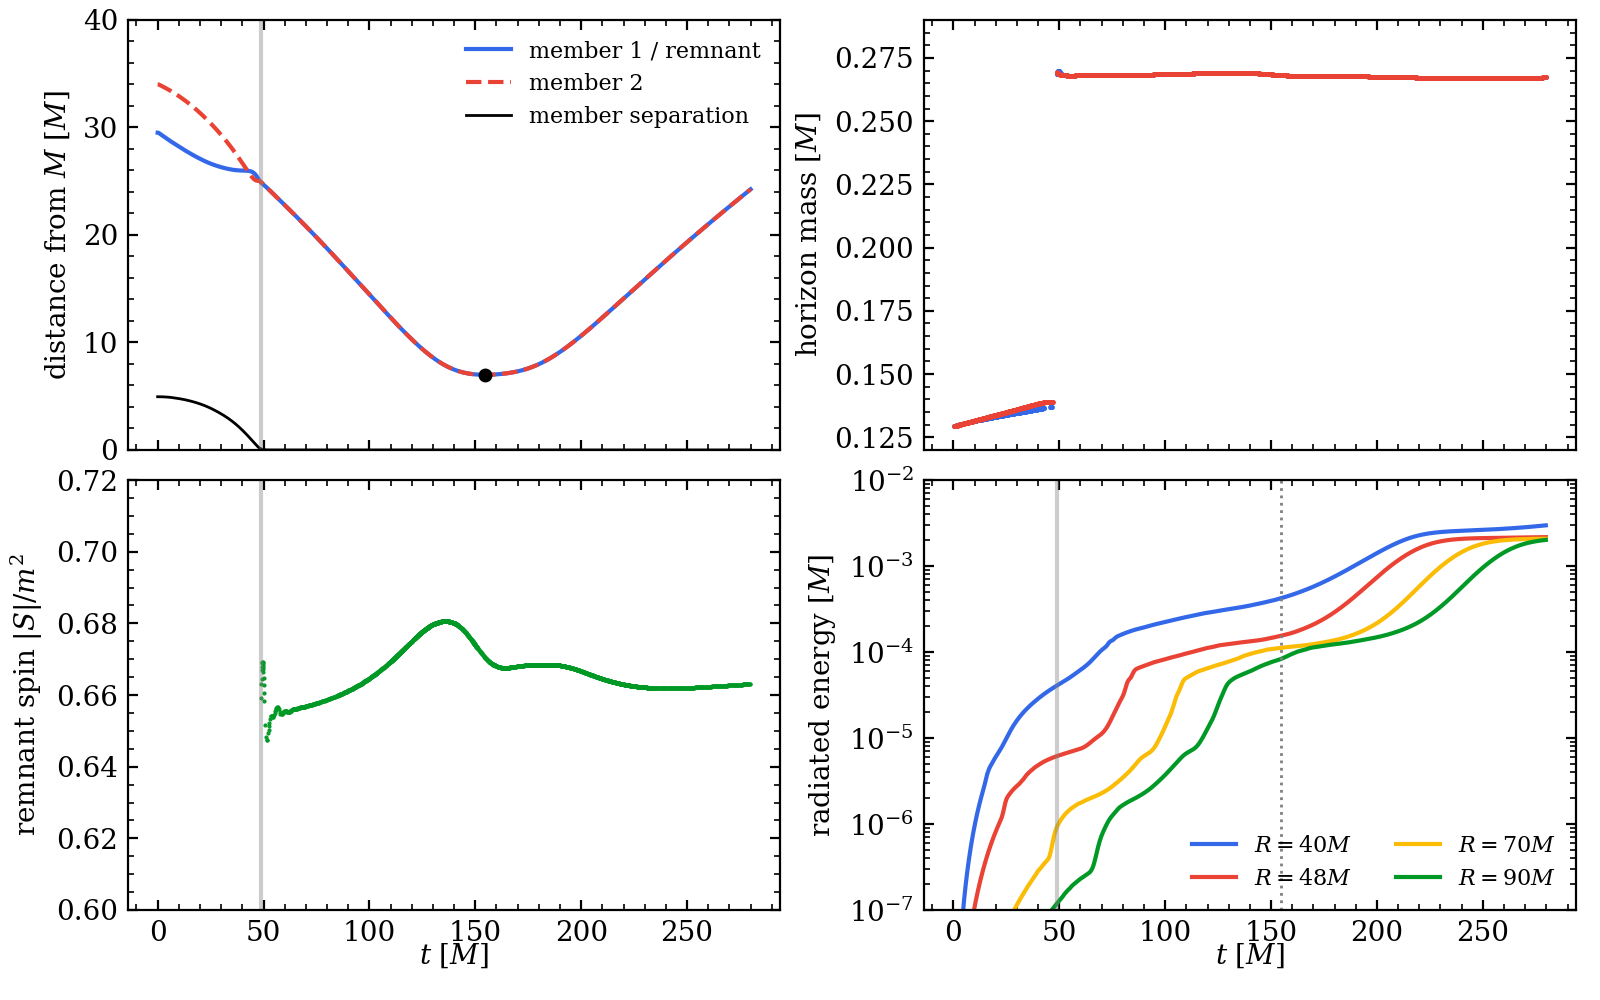 distance from M [M]
40
30
20
10
0
member 1 / remnant
member 2
member separation
horizon mass [M]
0.275
0.250
0.225
0.200
0.175
0.150
0.125
remnant spin |S|/m²
0.72
0.70
0.68
0.66
0.64
0.62
0.60
0 50 100 150 200 250
t [M]
radiated energy [M]
10⁻²
10⁻³
10⁻⁴
10⁻⁵
10⁻⁶
10⁻⁷
R = 40M R = 70M
R = 48M R = 90M
0 50 100 150 200 250
t [M]